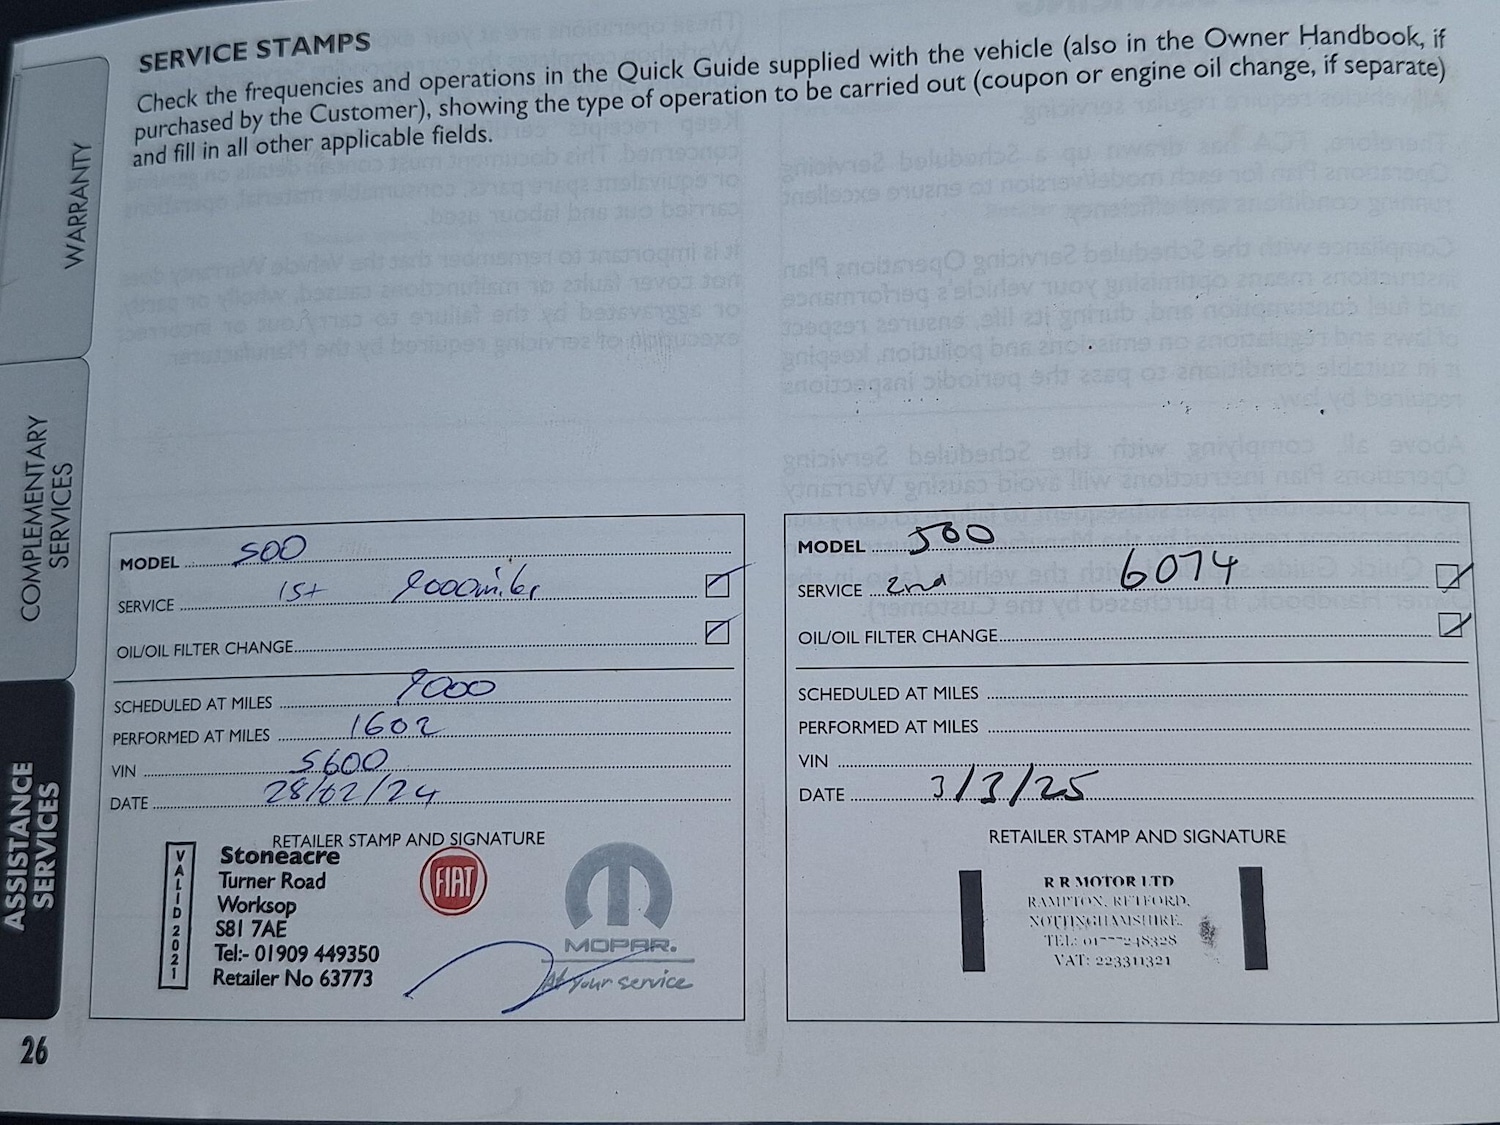 SERVICE STAMPS
Check the frequencies and operations in the Quick Guide supplied with the vehicle (also in the Owner Handbook, if
purchased by the Customer), showing the type of operation to be carried out (coupon or engine oil change, if separate)
and fill in all other applicable fields.
WARRANTY
COMPLEMENTARY
SERVICES
ASSISTANCE
SERVICES
MODEL 500
SERVICE 1st 9000 miles
OIL/OIL FILTER CHANGE
SCHEDULED AT MILES 9000
PERFORMED AT MILES 1602
VIN 5600
DATE 28/02/24
RETAILER STAMP AND SIGNATURE
VALID 2021
Stoneacre
Turner Road
Worksop
S81 7AE
Tel:- 01909 449350
Retailer No 63773
FIAT
MOPAR.
At your service
MODEL 500
SERVICE 2nd 6074
OIL/OIL FILTER CHANGE
SCHEDULED AT MILES
PERFORMED AT MILES
VIN
DATE 3/3/25
RETAILER STAMP AND SIGNATURE
R R MOTOR LTD
RAMPTON, RETFORD,
NOTTINGHAMSHIRE.
TEL: 01777248328
VAT: 223311321
26